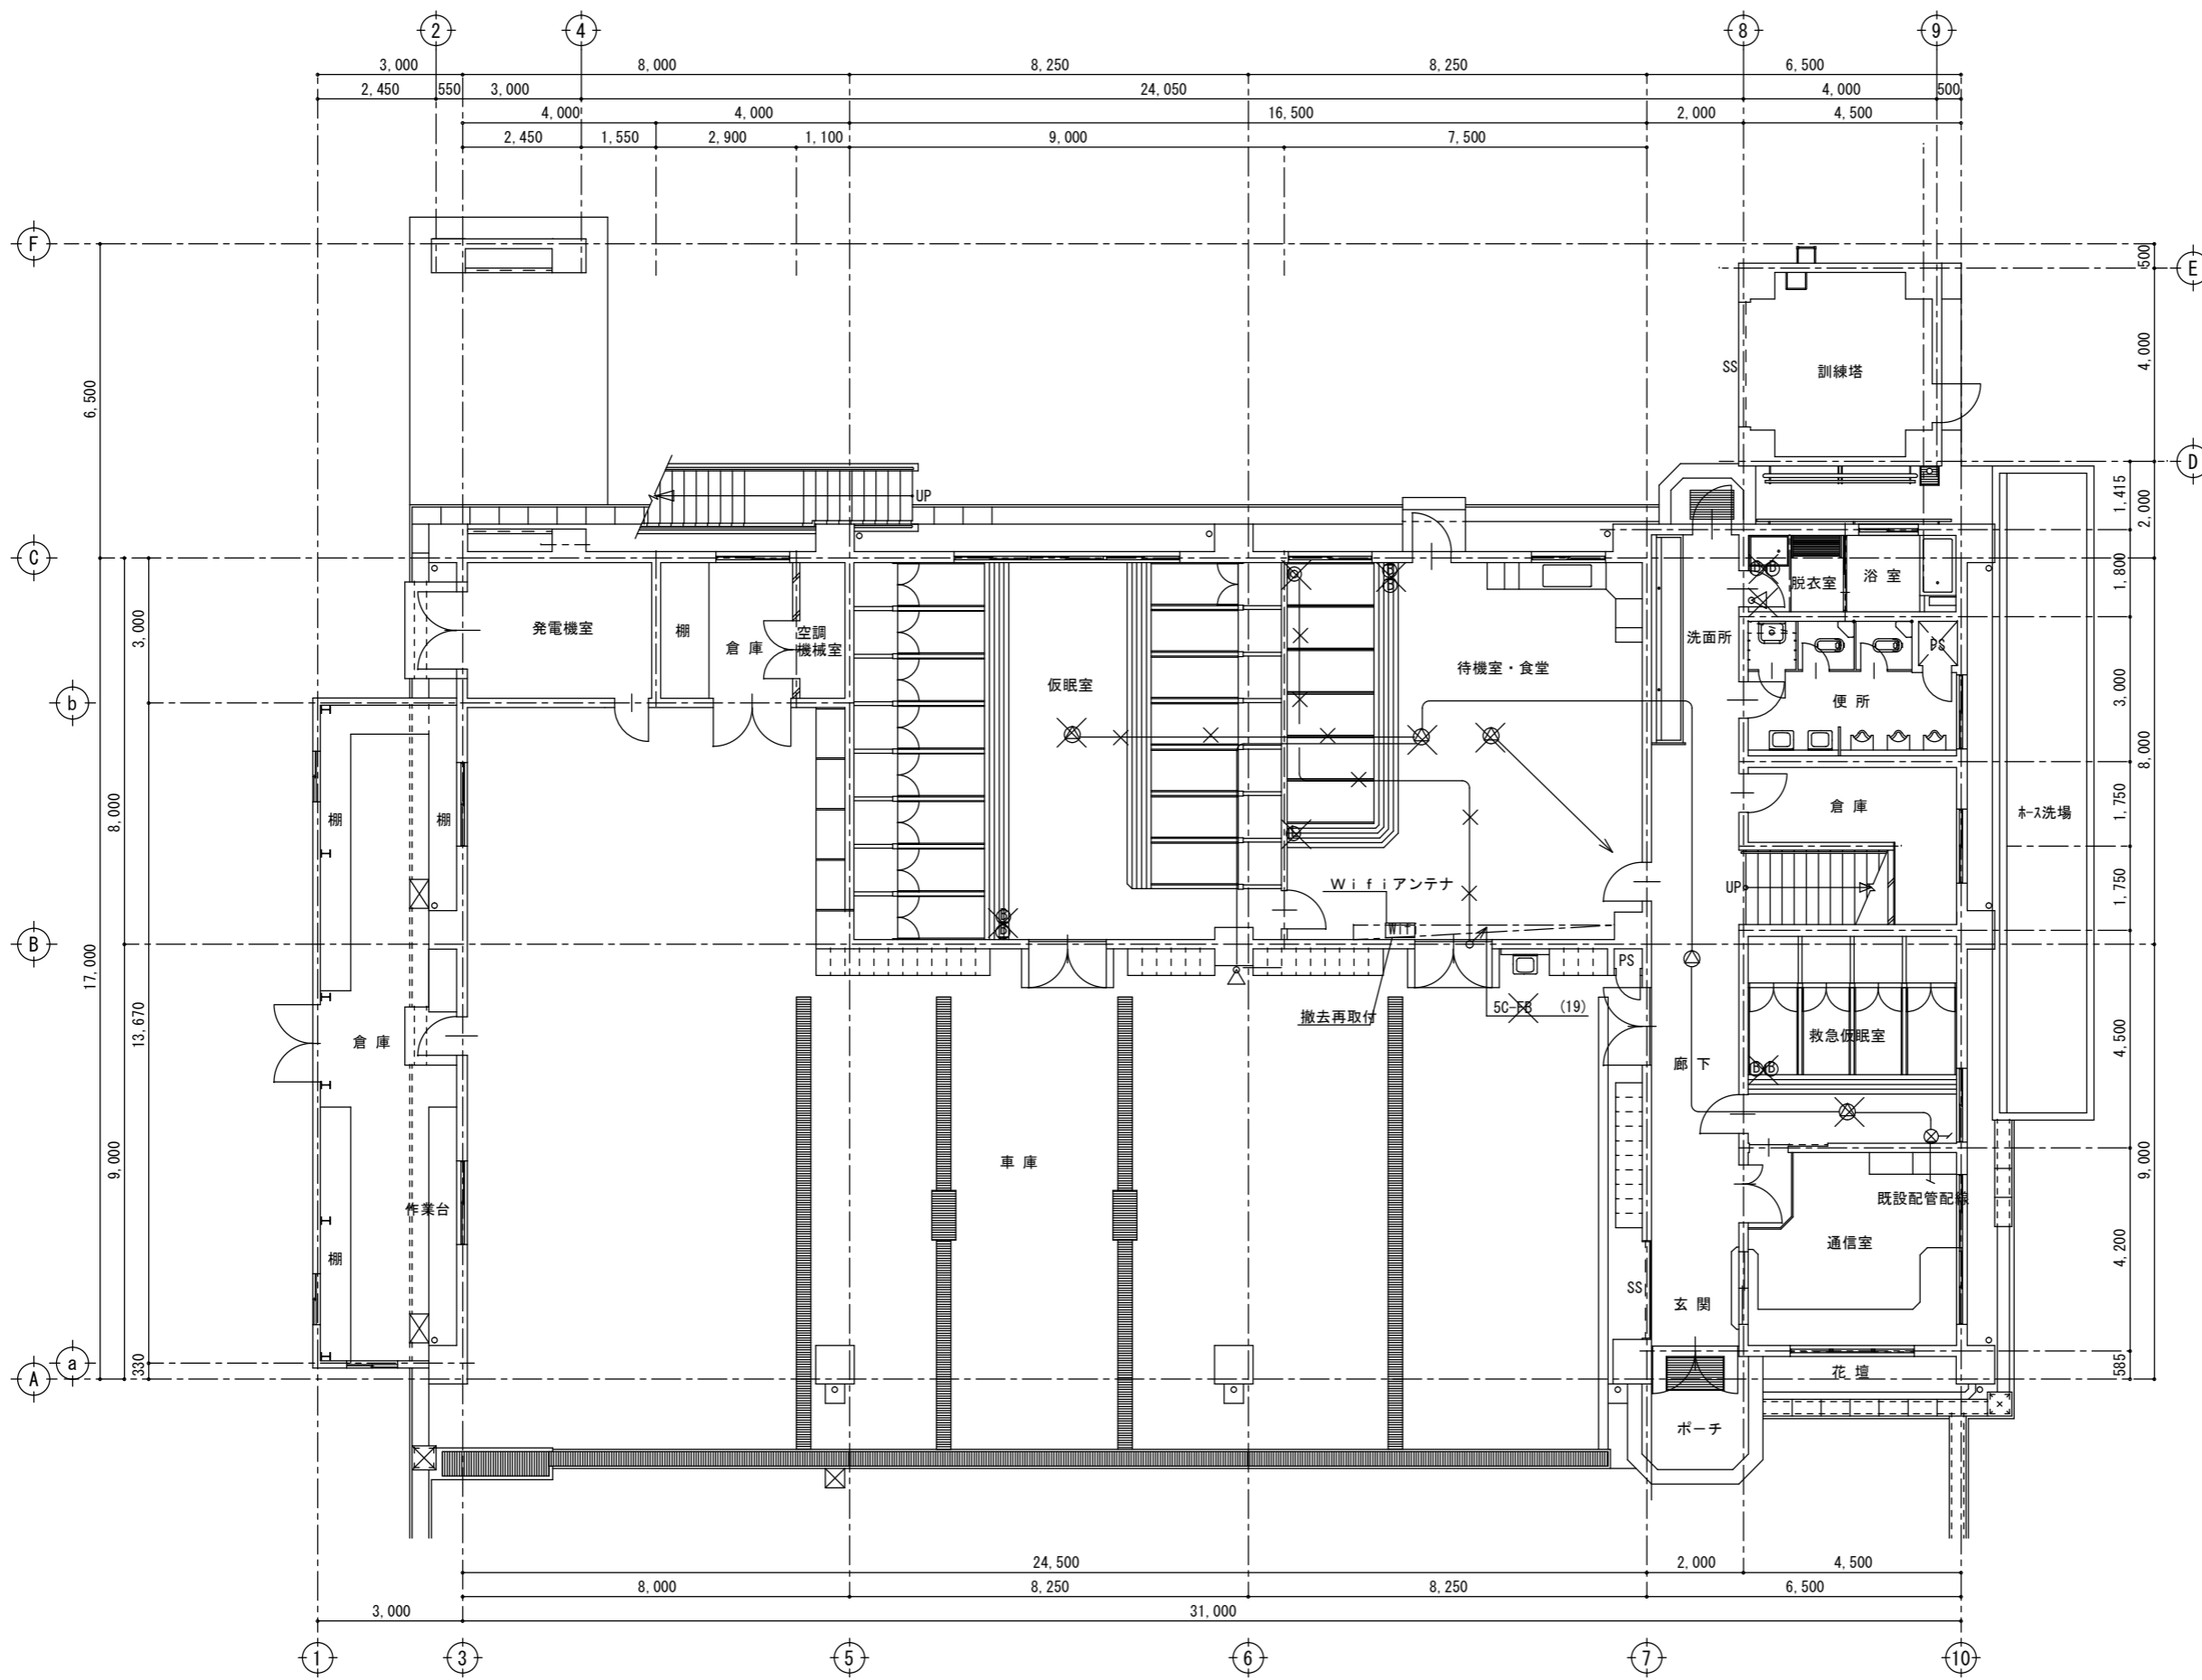 2
4
8
9
3,000
8,000
8,250
8,250
6,500
2,450
550
3,000
24,050
4,000
500
4,000
4,000
16,500
2,000
4,500
2,450
1,550
2,900
1,100
9,000
7,500
F
E
500
6,500
4,000
SS
訓練塔
D
UP
1,415
2,000
C
1,800
脱衣室
浴 室
3,000
発電機室
棚
倉 庫
空調
機械室
仮眠室
待機室・食堂
洗面所
PS
便 所
3,000
b
8,000
棚
棚
倉 庫
1,750
ホース洗場
8,000
Wifiアンテナ
UP
1,750
B
Wifi
PS
17,000
13,670
撤去再取付
5C-FB (19)
倉 庫
救急仮眠室
4,500
廊 下
9,000
車 庫
9,000
作業台
既設配管配線
棚
通信室
4,200
SS
玄 関
a
330
A
花 壇
585
ポーチ
24,500
2,000
4,500
8,000
8,250
8,250
6,500
3,000
31,000
1
3
5
6
7
10